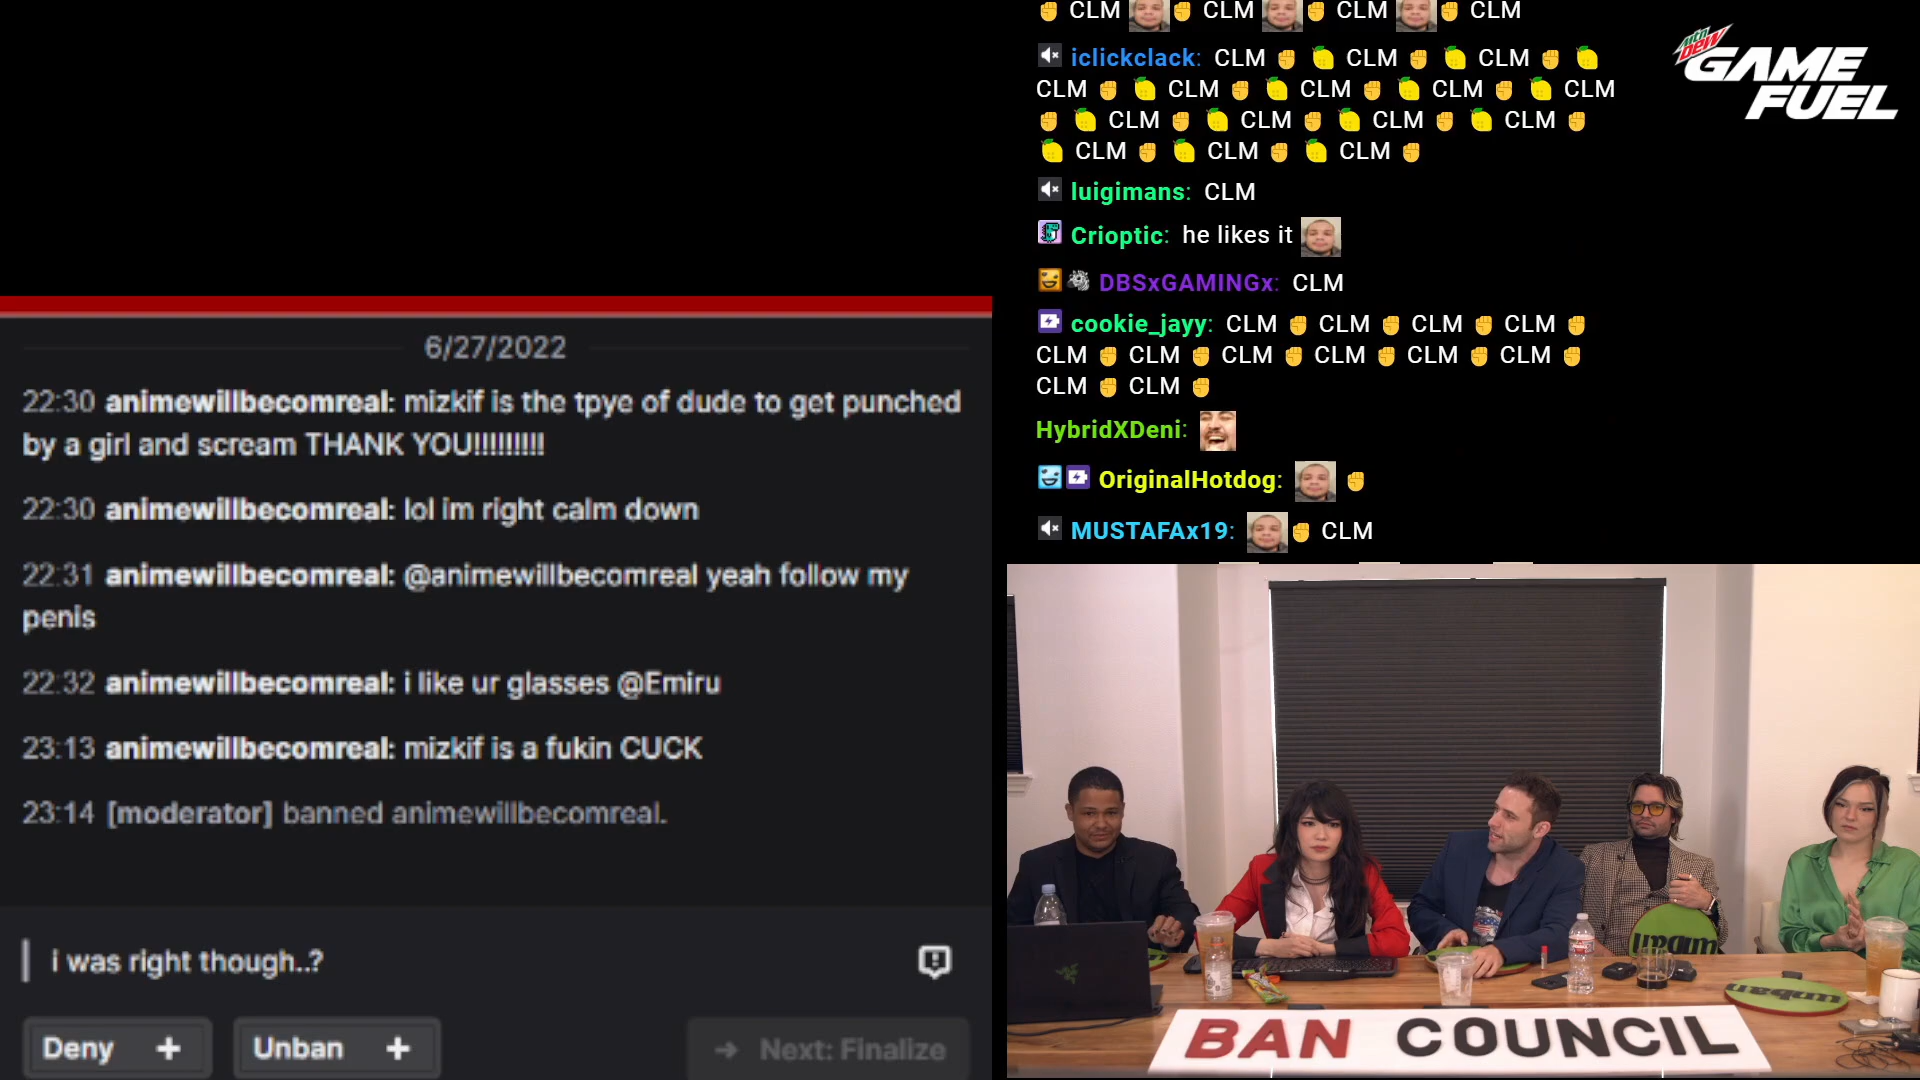 6/27/2022
22:30 animewillbecomreal: mizkif is the tpye of dude to get punched
by a girl and scream THANK YOU!!!!!!!!!
22:30 animewillbecomreal: lol im right calm down
22:31 animewillbecomreal: @animewillbecomreal yeah follow my
penis
22:32 animewillbecomreal: i like ur glasses @Emiru
23:13 animewillbecomreal: mizkif is a fukin CUCK
23:14 [moderator] banned animewillbecomreal.
i was right though..?
Deny +
Unban +
→ Next: Finalize
✊ CLM ✊ CLM ✊ CLM ✊ CLM
iclickclack: CLM ✊ 🍋 CLM ✊ 🍋 CLM ✊ 🍋
CLM ✊ 🍋 CLM ✊ 🍋 CLM ✊ 🍋 CLM ✊ 🍋 CLM
✊ 🍋 CLM ✊ 🍋 CLM ✊ 🍋 CLM ✊ 🍋 CLM ✊
🍋 CLM ✊ 🍋 CLM ✊ 🍋 CLM ✊
luigimans: CLM
Crioptic: he likes it
DBSxGAMINGx: CLM
cookie_jayy: CLM ✊ CLM ✊ CLM ✊ CLM ✊
CLM ✊ CLM ✊ CLM ✊ CLM ✊ CLM ✊ CLM ✊
CLM ✊ CLM ✊
HybridXDeni:
OriginalHotdog: ✊
MUSTAFAx19: ✊ CLM
mtn
DEW
GAME
FUEL
unban
unban
BAN COUNCIL